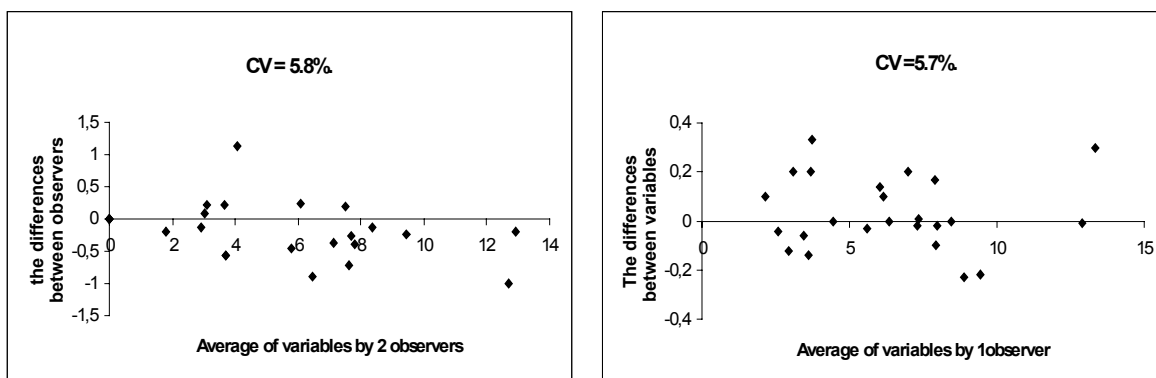 CV = 5.8%.
the differences
between observers
1,5
1
0,5
0
-0,5
-1
-1,5
0 2 4 6 8 10 12 14
Average of variables by 2 observers
CV =5.7%.
The differences
between variables
0,4
0,2
0
-0,2
-0,4
0 5 10 15
Average of variables by 1observer